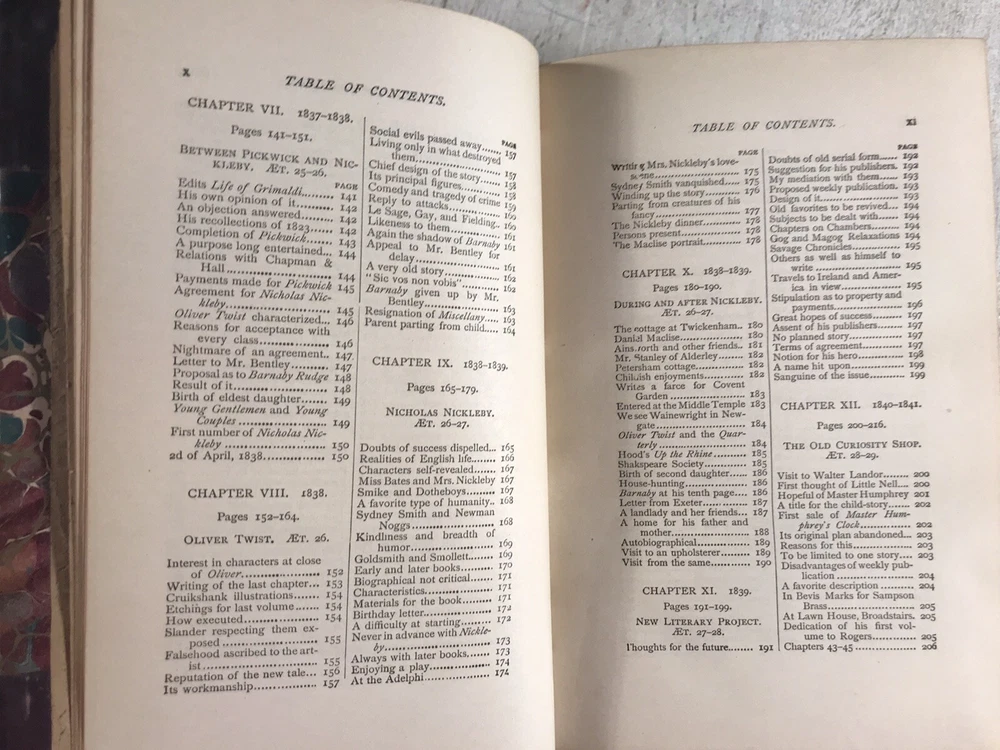 x
TABLE OF CONTENTS.
CHAPTER VII. 1837-1838.
Pages 141-151.
BETWEEN PICKWICK AND NIC-
KLEBY. ÆT. 25-26.
PAGE
Edits Life of Grimaldi...... 141
His own opinion of it....... 142
An objection answered........ 142
His recollections of 1823..... 142
Completion of Pickwick....... 143
A purpose long entertained... 144
Relations with Chapman &
Hall.................. 144
Payments made for Pickwick 145
Agreement for Nicholas Nic-
kleby................... 145
Oliver Twist characterized... 146
Reasons for acceptance with
every class............. 146
Nightmare of an agreement.. 147
Letter to Mr. Bentley......... 147
Proposal as to Barnaby Rudge 148
Result of it.................. 148
Birth of eldest daughter....... 149
Young Gentlemen and Young
Couples................. 149
First number of Nicholas Nic-
kleby................... 150
2d of April, 1838............. 150
CHAPTER VIII. 1838.
Pages 152-164.
OLIVER TWIST. ÆT. 26.
Interest in characters at close
of Oliver................ 152
Writing of the last chapter... 153
Cruikshank illustrations....... 154
Etchings for last volume...... 154
How executed............... 154
Slander respecting them ex-
posed................... 155
Falsehood ascribed to the art-
ist...................... 155
Reputation of the new tale... 156
Its workmanship............. 157
PAGE
Social evils passed away...... 157
Living only in what destroyed
them.................... 157
Chief design of the story..... 158
Its principal figures.......... 158
Comedy and tragedy of crime 159
Reply to attacks............. 160
Le Sage, Gay, and Fielding.. 160
Likeness to them............. 161
Again the shadow of Barnaby 161
Appeal to Mr. Bentley for
delay................... 161
A very old story............. 162
"Sic vos non vobis".......... 162
Barnaby given up by Mr.
Bentley................. 163
Resignation of Miscellany.... 163
Parent parting from child..... 164
CHAPTER IX. 1838-1839.
Pages 165-179.
NICHOLAS NICKLEBY.
ÆT. 26-27.
Doubts of success dispelled... 165
Realities of English life....... 166
Characters self-revealed....... 167
Miss Bates and Mrs. Nickleby 167
Smike and Dotheboys......... 167
A favorite type of humanity. 168
Sydney Smith and Newman
Noggs................... 168
Kindliness and breadth of
humor.................. 169
Goldsmith and Smollett....... 169
Early and later books......... 170
Biographical not critical....... 171
Characteristics............... 171
Materials for the book........ 171
Birthday letter............... 172
A difficulty at starting........ 172
Never in advance with Nickle-
by...................... 173
Always with later books...... 173
Enjoying a play.............. 174
At the Adelphi............... 174
TABLE OF CONTENTS.
xi
PAGE
Writing Mrs. Nickleby's love-
scene................... 175
Sydney Smith vanquished.... 175
Winding up the story........ 176
Parting from creatures of his
fancy................... 177
The Nickleby dinner.......... 178
Persons present............... 178
The Maclise portrait.......... 178
CHAPTER X. 1838-1839.
Pages 180-190.
DURING AND AFTER NICKLEBY.
ÆT. 26-27.
The cottage at Twickenham.. 180
Daniel Maclise............... 180
Ainsworth and other friends.. 181
Mr. Stanley of Alderley....... 182
Petersham cottage............ 182
Childish enjoyments.......... 182
Writes a farce for Covent
Garden................. 183
Entered at the Middle Temple 183
We see Wainewright in New-
gate.................... 184
Oliver Twist and the Quar-
terly.................... 184
Hood's Up the Rhine......... 185
Shakspeare Society........... 185
Birth of second daughter..... 186
House-hunting............... 186
Barnaby at his tenth page.... 186
Letter from Exeter........... 187
A landlady and her friends... 187
A home for his father and
mother.................. 188
Autobiographical............. 189
Visit to an upholsterer........ 189
Visit from the same.......... 190
CHAPTER XI. 1839.
Pages 191-199.
NEW LITERARY PROJECT.
ÆT. 27-28.
Thoughts for the future....... 191
PAGE
Doubts of old serial form..... 192
Suggestion for his publishers. 192
My mediation with them...... 193
Proposed weekly publication. 193
Design of it.................. 193
Old favorites to be revived... 194
Subjects to be dealt with..... 194
Chapters on Chambers....... 194
Gog and Magog Relaxations 194
Savage Chronicles............ 195
Others as well as himself to
write.................... 195
Travels to Ireland and Amer-
ica in view.............. 195
Stipulation as to property and
payments............... 196
Great hopes of success....... 197
Assent of his publishers....... 197
No planned story............. 197
Terms of agreement.......... 197
Notion for his hero........... 198
A name hit upon............. 199
Sanguine of the issue......... 199
CHAPTER XII. 1840-1841.
Pages 200-216.
THE OLD CURIOSITY SHOP.
ÆT. 28-29.
Visit to Walter Landor....... 200
First thought of Little Nell.... 200
Hopeful of Master Humphrey 201
A title for the child-story...... 202
First sale of Master Hum-
phrey's Clock............ 202
Its original plan abandoned... 203
Reasons for this.............. 203
To be limited to one story.... 203
Disadvantages of weekly pub-
lication.................. 204
A favorite description......... 204
In Bevis Marks for Sampson
Brass................... 205
At Lawn House, Broadstairs. 205
Dedication of his first vol-
ume to Rogers........... 205
Chapters 43-45............... 206